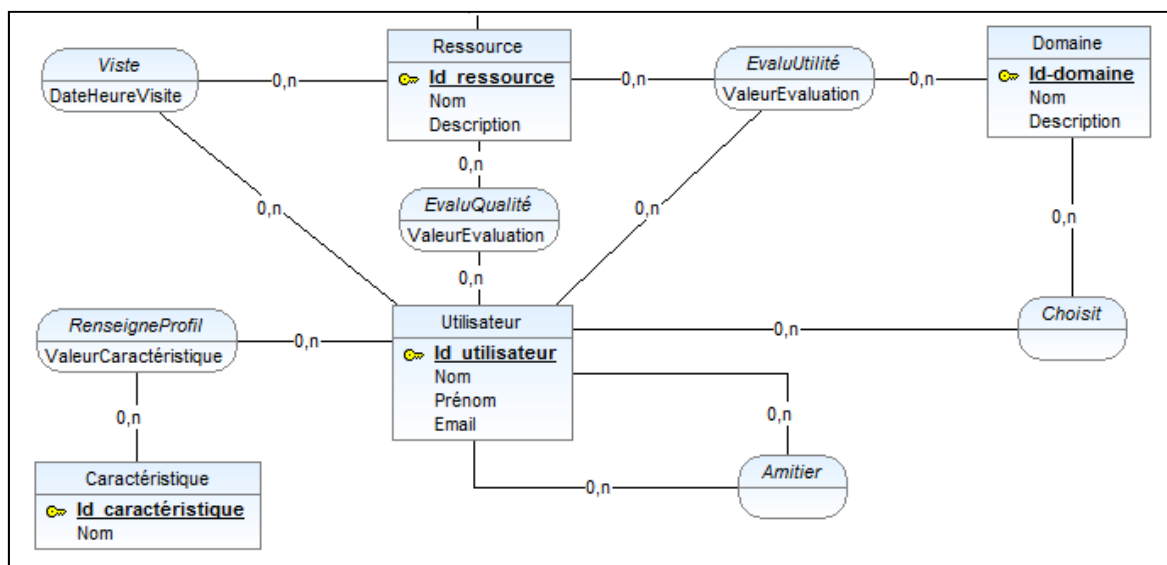 Viste
DateHeureVisite
0,n
Ressource
Id_ressource
Nom
Description
0,n
EvaluUtilité
ValeurEvaluation
0,n
Domaine
Id-domaine
Nom
Description
0,n
0,n
EvaluQualité
ValeurEvaluation
0,n
0,n
0,n
RenseigneProfil
ValeurCaractéristique
0,n
Utilisateur
Id_utilisateur
Nom
Prénom
Email
0,n
Choisit
0,n
0,n
Caractéristique
Id_caractéristique
Nom
0,n
Amitier